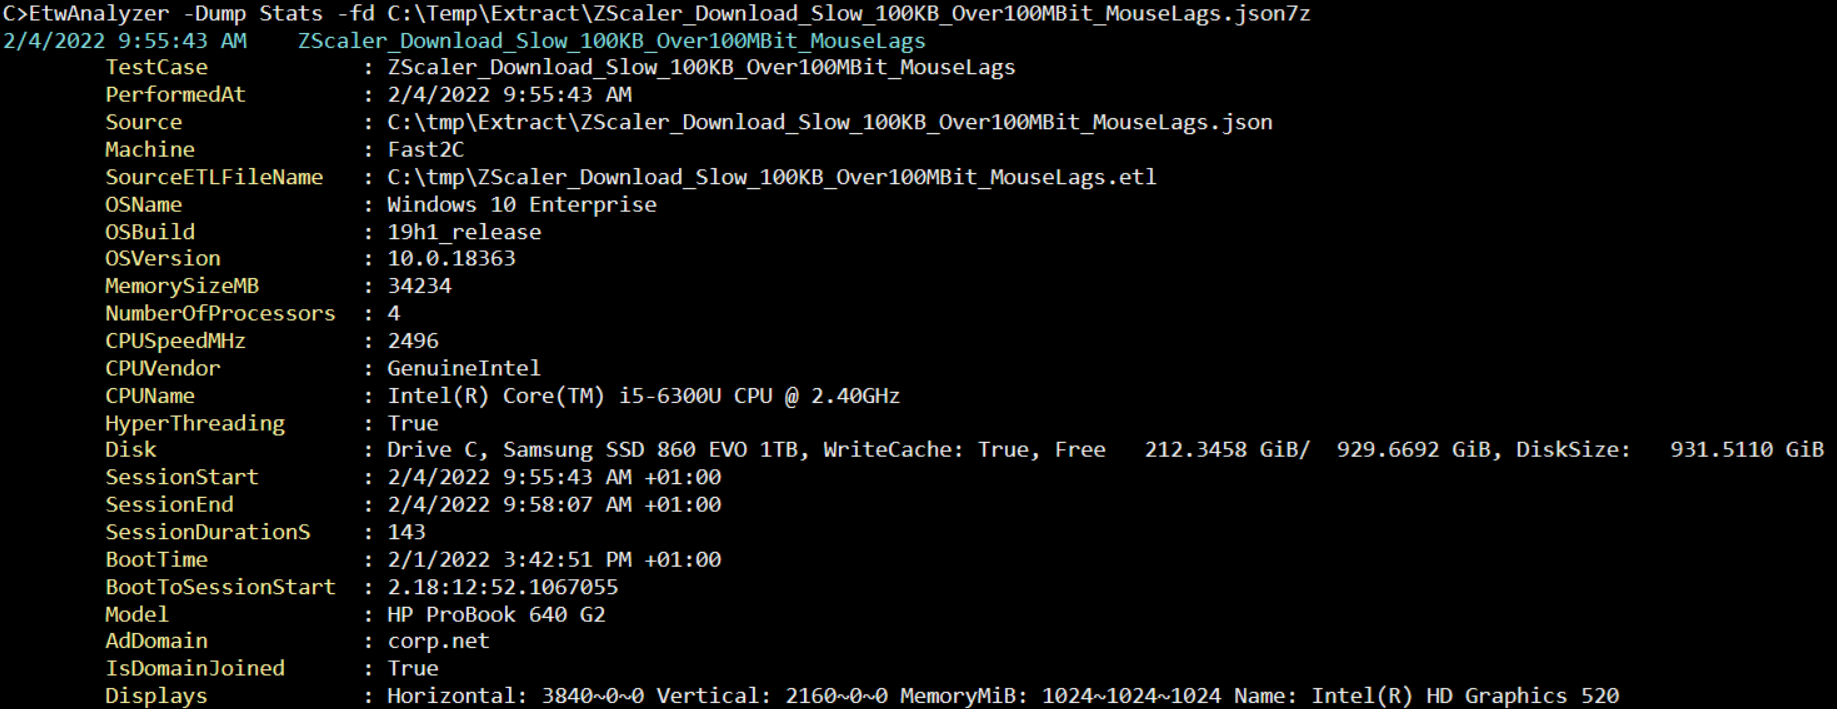 C>EtwAnalyzer -Dump Stats -fd C:\Temp\Extract\ZScaler_Download_Slow_100KB_Over100MBit_MouseLags.json7z
2/4/2022 9:55:43 AM    ZScaler_Download_Slow_100KB_Over100MBit_MouseLags
        TestCase            : ZScaler_Download_Slow_100KB_Over100MBit_MouseLags
        PerformedAt         : 2/4/2022 9:55:43 AM
        Source              : C:\tmp\Extract\ZScaler_Download_Slow_100KB_Over100MBit_MouseLags.json
        Machine             : Fast2C
        SourceETLFileName   : C:\tmp\ZScaler_Download_Slow_100KB_Over100MBit_MouseLags.etl
        OSName              : Windows 10 Enterprise
        OSBuild             : 19h1_release
        OSVersion           : 10.0.18363
        MemorySizeMB        : 34234
        NumberOfProcessors  : 4
        CPUSpeedMHz         : 2496
        CPUVendor           : GenuineIntel
        CPUName             : Intel(R) Core(TM) i5-6300U CPU @ 2.40GHz
        HyperThreading      : True
        Disk                : Drive C, Samsung SSD 860 EVO 1TB, WriteCache: True, Free   212.3458 GiB/  929.6692 GiB, DiskSize:   931.5110 GiB
        SessionStart        : 2/4/2022 9:55:43 AM +01:00
        SessionEnd          : 2/4/2022 9:58:07 AM +01:00
        SessionDurationS    : 143
        BootTime            : 2/1/2022 3:42:51 PM +01:00
        BootToSessionStart  : 2.18:12:52.1067055
        Model               : HP ProBook 640 G2
        AdDomain            : corp.net
        IsDomainJoined      : True
        Displays            : Horizontal: 3840~0~0 Vertical: 2160~0~0 MemoryMiB: 1024~1024~1024 Name: Intel(R) HD Graphics 520